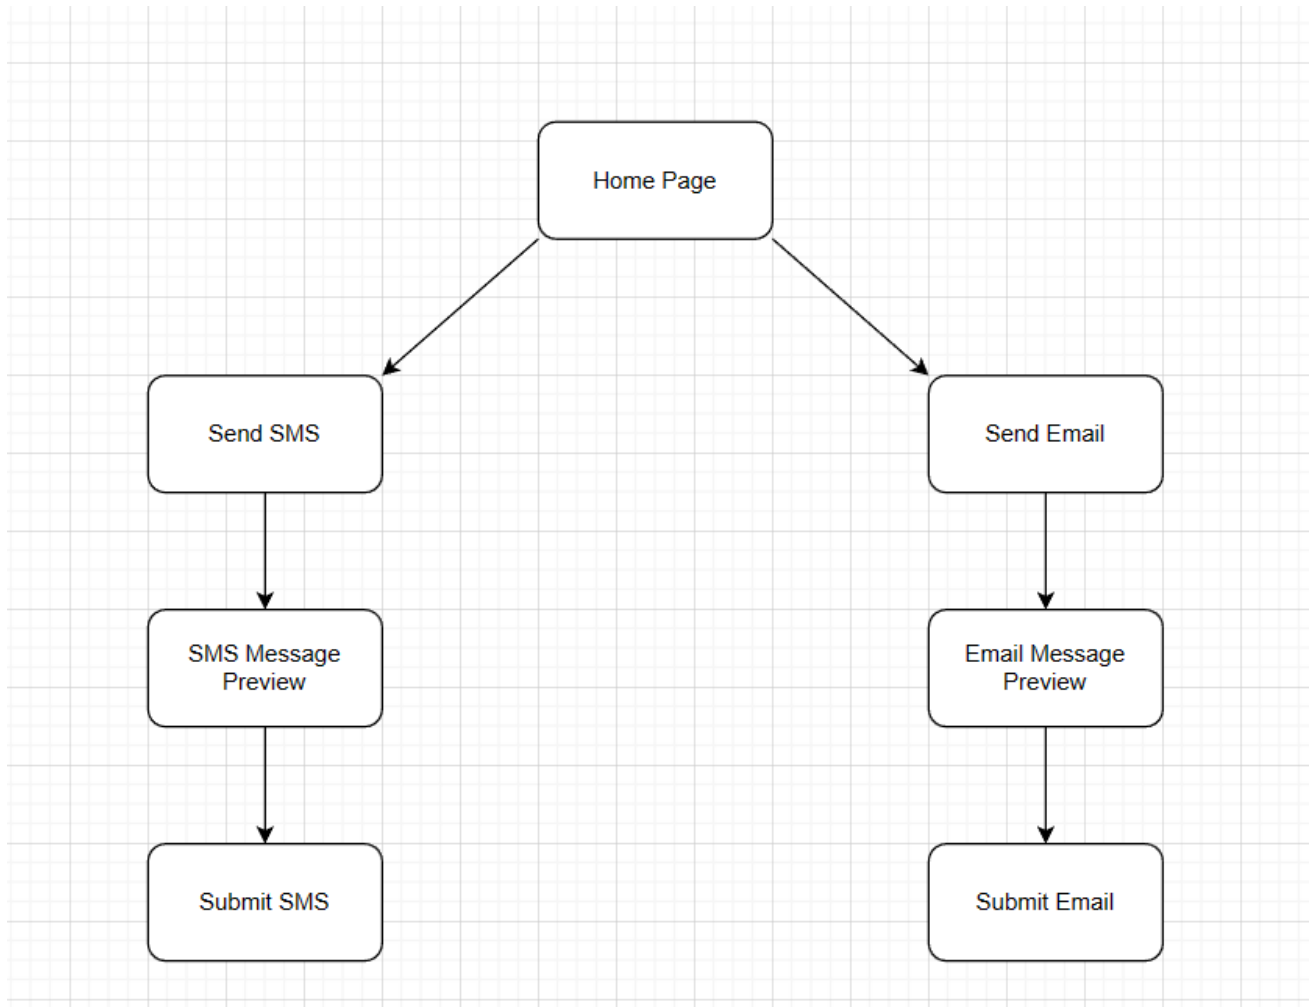 Home Page
Send SMS
Send Email
SMS Message
Preview
Email Message
Preview
Submit SMS
Submit Email